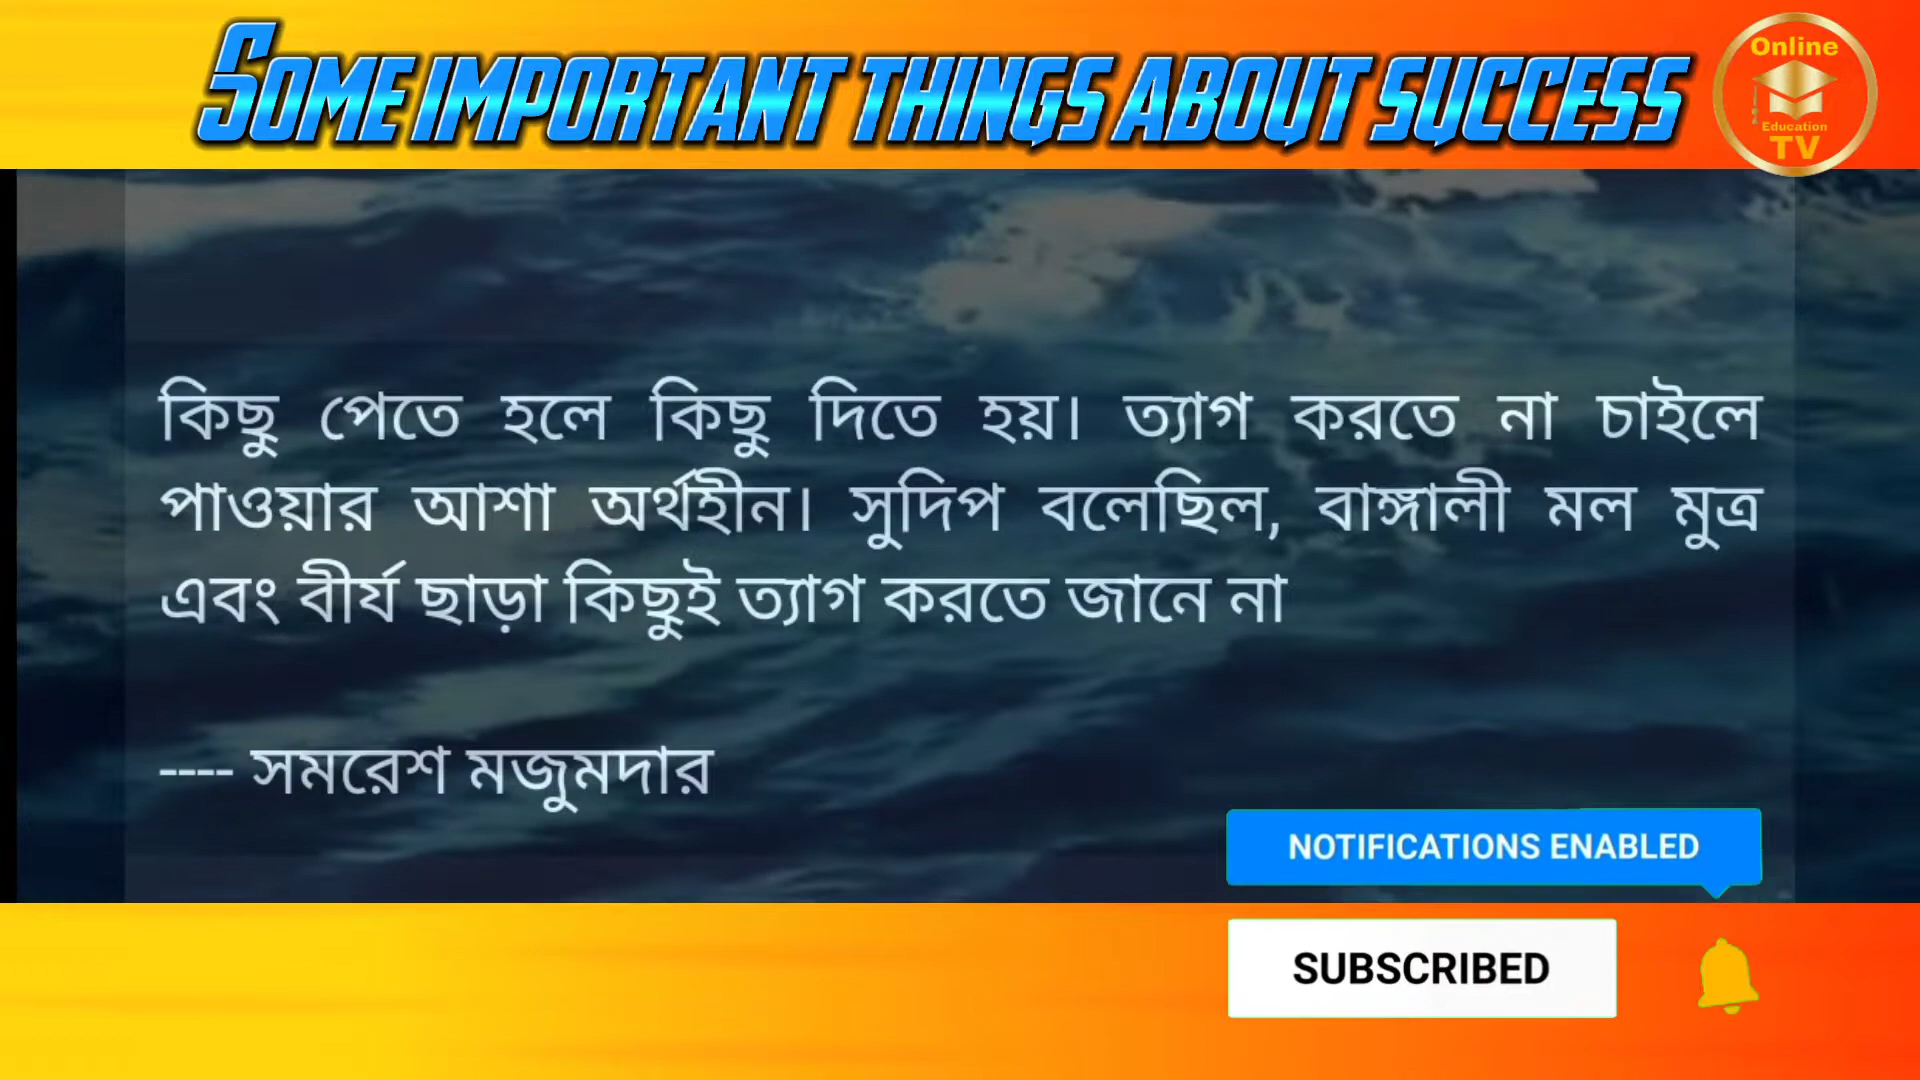 SOME IMPORTANT THINGS ABOUT SUCCESS
Online
Education
TV
কিছু পেতে হলে কিছু দিতে হয়। ত্যাগ করতে না চাইলে
পাওয়ার আশা অর্থহীন। সুদিপ বলেছিল, বাঙ্গালী মল মুত্র
এবং বীর্য ছাড়া কিছুই ত্যাগ করতে জানে না
---- সমরেশ মজুমদার
NOTIFICATIONS ENABLED
SUBSCRIBED